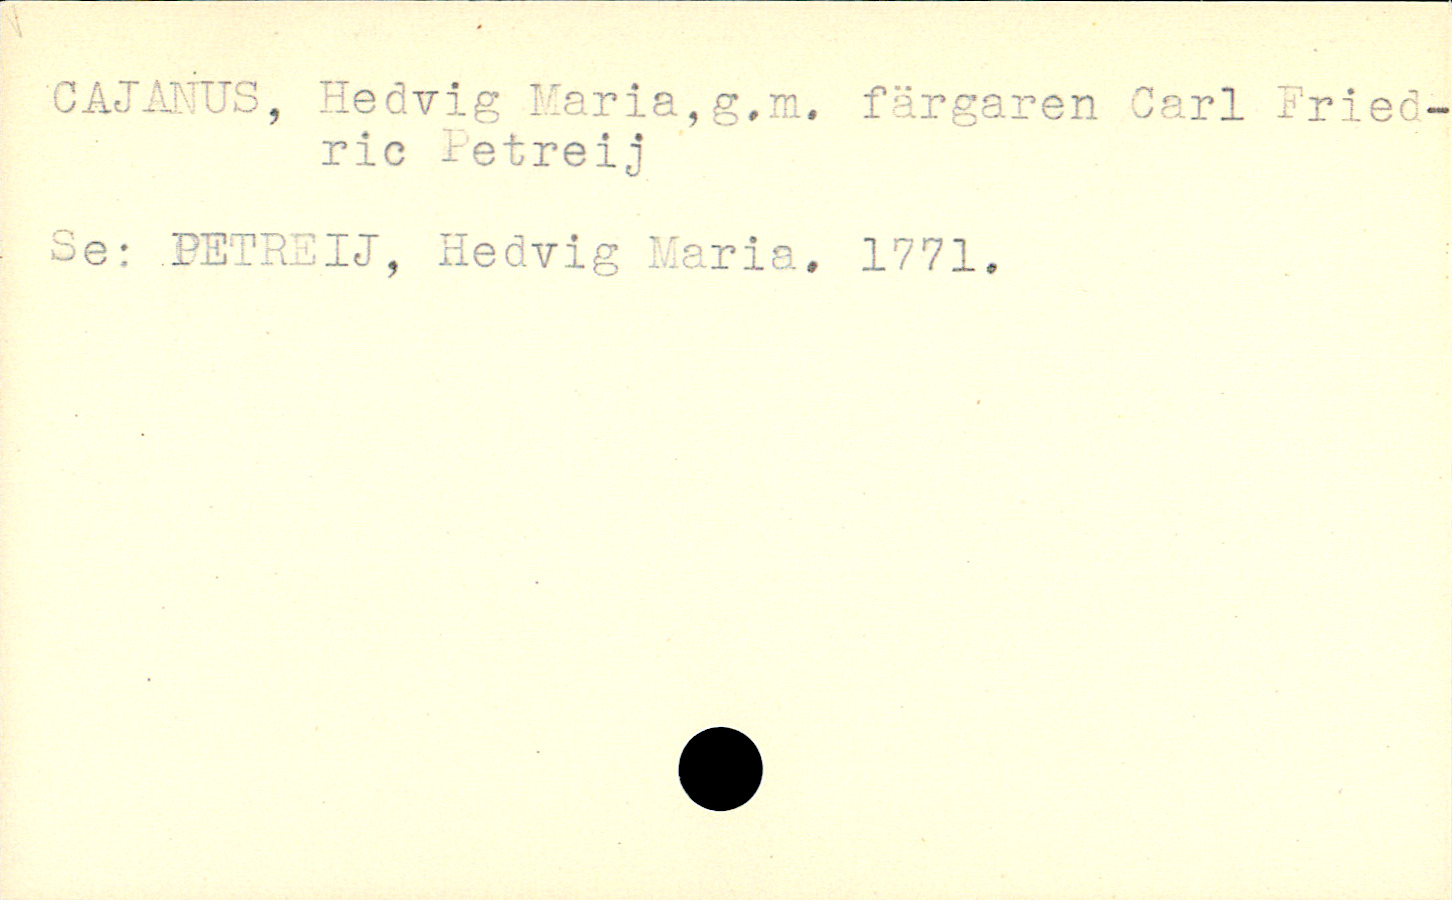 CAJANUS, Hedvig Maria,g.m. färgaren Carl Fried-
ric Petreij
Se: PETREIJ, Hedvig Maria. 1771.